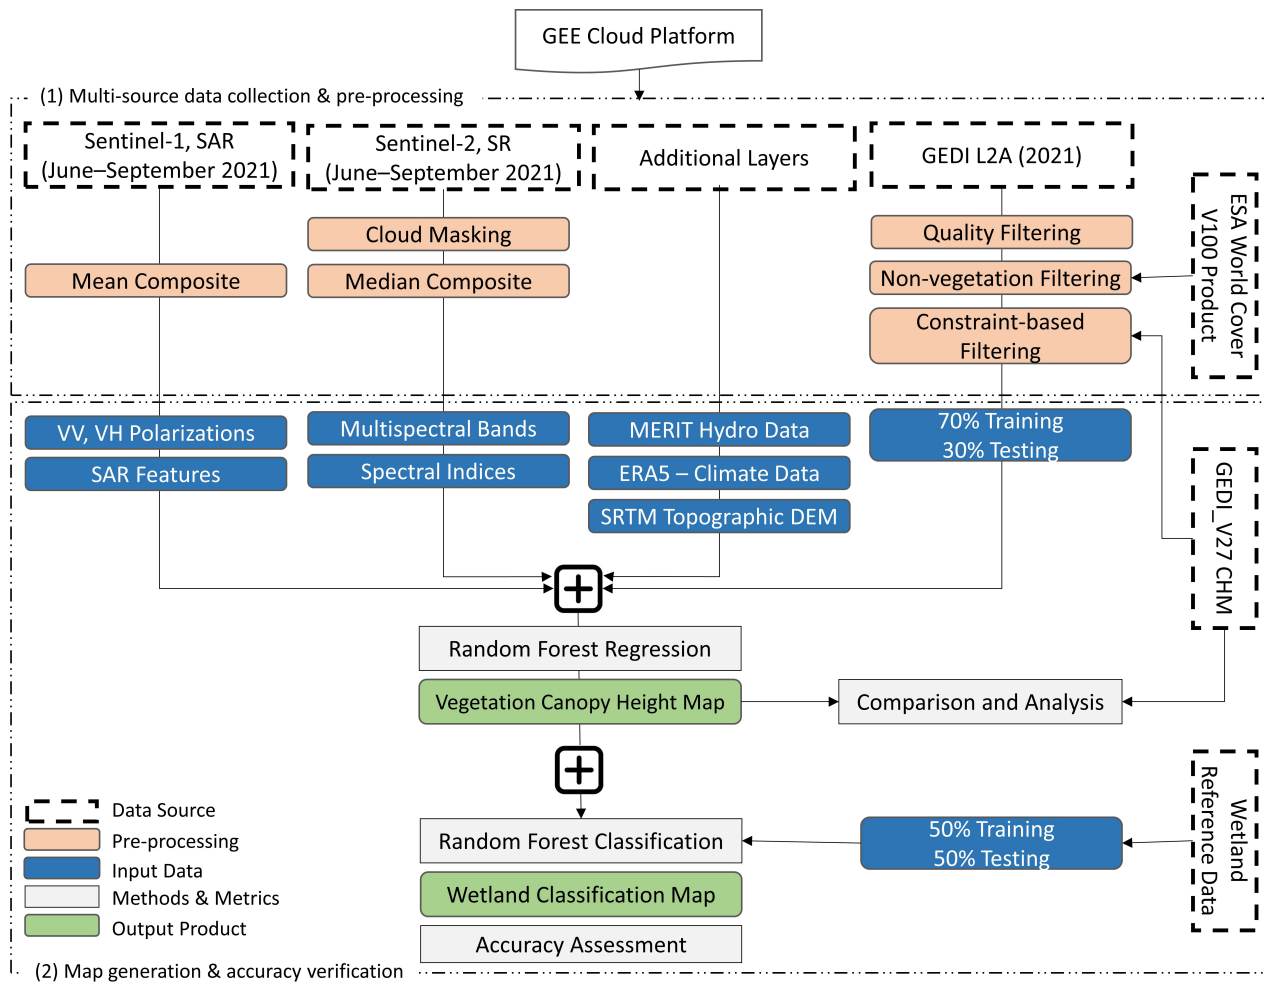 GEE Cloud Platform
(1) Multi-source data collection & pre-processing
Sentinel-1, SAR
(June–September 2021)
Sentinel-2, SR
(June–September 2021)
Additional Layers
GEDI L2A (2021)
ESA World Cover
V100 Product
Cloud Masking
Quality Filtering
Mean Composite
Median Composite
Non-vegetation Filtering
Constraint-based
Filtering
VV, VH Polarizations
SAR Features
Multispectral Bands
Spectral Indices
MERIT Hydro Data
ERA5 – Climate Data
SRTM Topographic DEM
70% Training
30% Testing
GEDI_V27 CHM
Random Forest Regression
Vegetation Canopy Height Map
Comparison and Analysis
Random Forest Classification
50% Training
50% Testing
Wetland
Reference Data
Wetland Classification Map
Accuracy Assessment
Data Source
Pre-processing
Input Data
Methods & Metrics
Output Product
(2) Map generation & accuracy verification